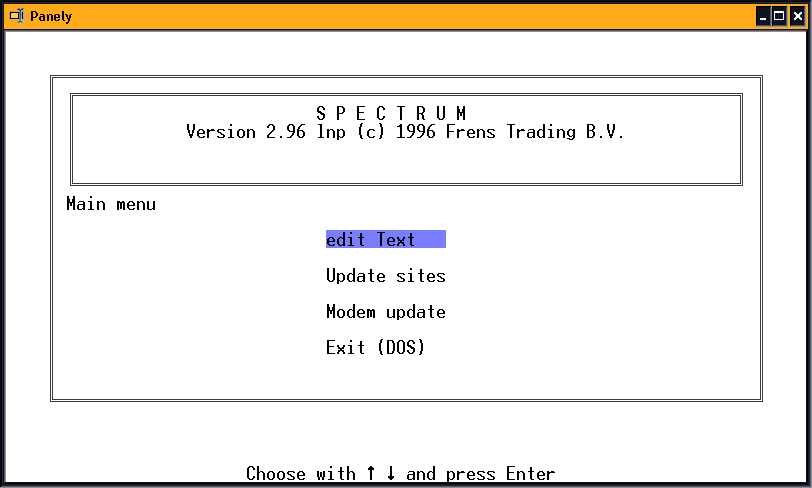 Panely
S P E C T R U M
Version 2.96 lnp (c) 1996 Frens Trading B.V.
Main menu
edit Text
Update sites
Modem update
Exit (DOS)
Choose with ↑ ↓ and press Enter